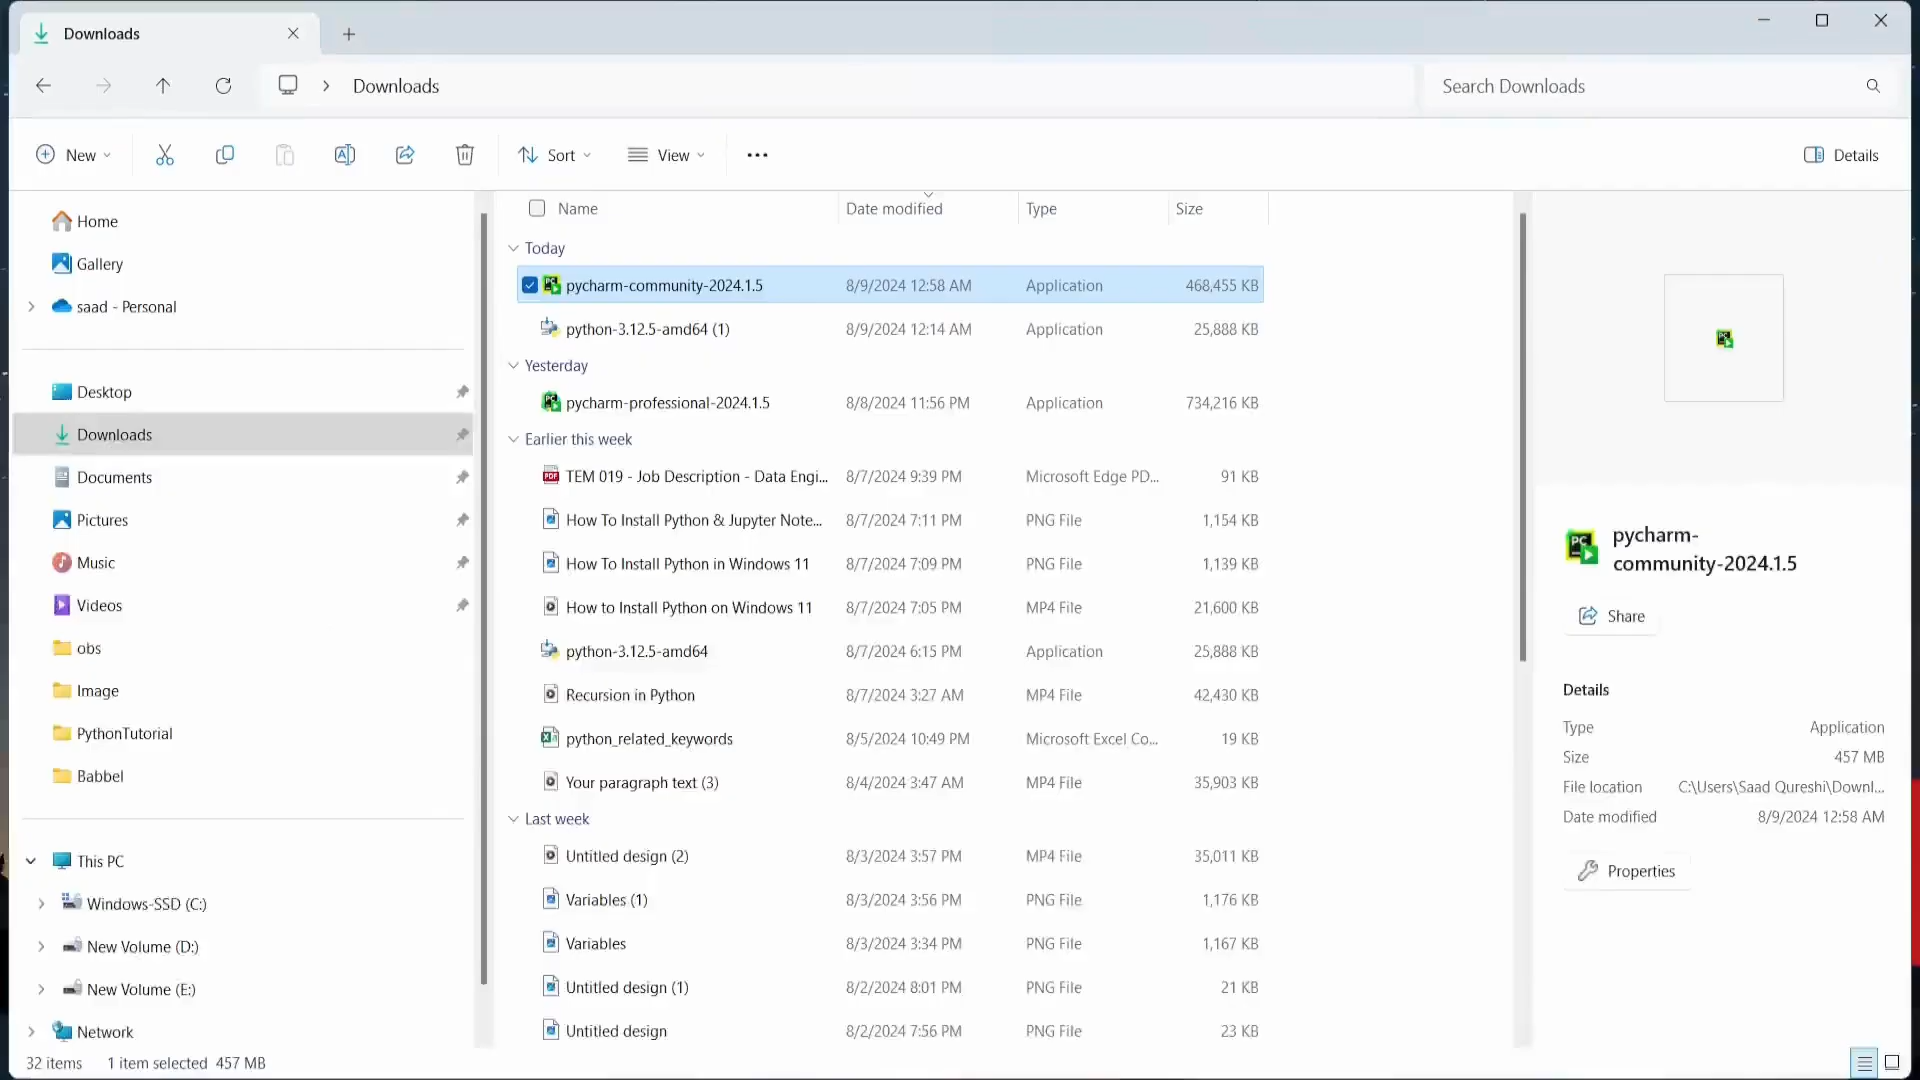 Downloads
Downloads
Search Downloads
New
Sort
View
Details
Home
Gallery
saad - Personal
Desktop
Downloads
Documents
Pictures
Music
Videos
obs
Image
PythonTutorial
Babbel
This PC
Windows-SSD (C:)
New Volume (D:)
New Volume (E:)
Network
Name Date modified Type Size
Today
pycharm-community-2024.1.5 8/9/2024 12:58 AM Application 468,455 KB
python-3.12.5-amd64 (1) 8/9/2024 12:14 AM Application 25,888 KB
Yesterday
pycharm-professional-2024.1.5 8/8/2024 11:56 PM Application 734,216 KB
Earlier this week
TEM 019 - Job Description - Data Engi... 8/7/2024 9:39 PM Microsoft Edge PD... 91 KB
How To Install Python & Jupyter Note... 8/7/2024 7:11 PM PNG File 1,154 KB
How To Install Python in Windows 11 8/7/2024 7:09 PM PNG File 1,139 KB
How to Install Python on Windows 11 8/7/2024 7:05 PM MP4 File 21,600 KB
python-3.12.5-amd64 8/7/2024 6:15 PM Application 25,888 KB
Recursion in Python 8/7/2024 3:27 AM MP4 File 42,430 KB
python_related_keywords 8/5/2024 10:49 PM Microsoft Excel Co... 19 KB
Your paragraph text (3) 8/4/2024 3:47 AM MP4 File 35,903 KB
Last week
Untitled design (2) 8/3/2024 3:57 PM MP4 File 35,011 KB
Variables (1) 8/3/2024 3:56 PM PNG File 1,176 KB
Variables 8/3/2024 3:34 PM PNG File 1,167 KB
Untitled design (1) 8/2/2024 8:01 PM PNG File 21 KB
Untitled design 8/2/2024 7:56 PM PNG File 23 KB
pycharm-
community-2024.1.5
Share
Details
Type Application
Size 457 MB
File location C:\Users\Saad Qureshi\Downl...
Date modified 8/9/2024 12:58 AM
Properties
32 items 1 item selected 457 MB